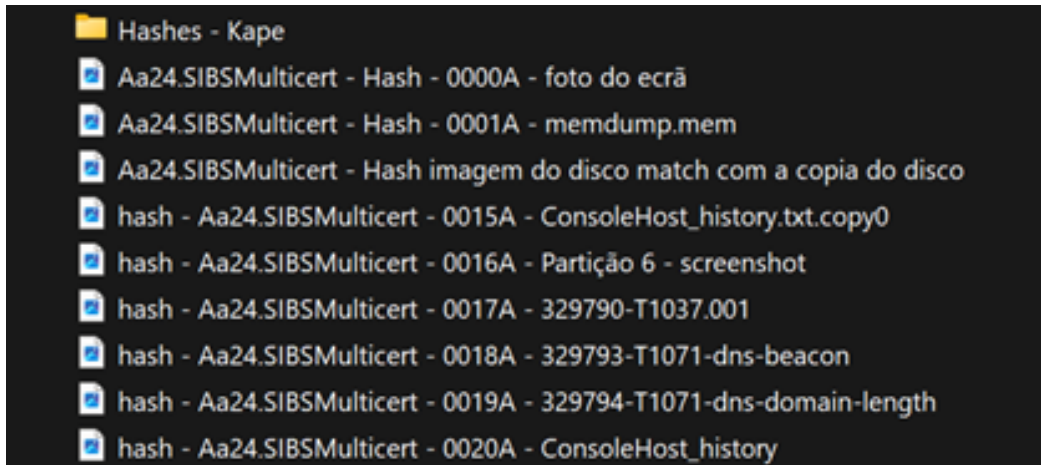 Hashes - Kape
Aa24.SIBSMulticert - Hash - 0000A - foto do ecrã
Aa24.SIBSMulticert - Hash - 0001A - memdump.mem
Aa24.SIBSMulticert - Hash imagem do disco match com a copia do disco
hash - Aa24.SIBSMulticert - 0015A - ConsoleHost_history.txt.copy0
hash - Aa24.SIBSMulticert - 0016A - Partição 6 - screenshot
hash - Aa24.SIBSMulticert - 0017A - 329790-T1037.001
hash - Aa24.SIBSMulticert - 0018A - 329793-T1071-dns-beacon
hash - Aa24.SIBSMulticert - 0019A - 329794-T1071-dns-domain-length
hash - Aa24.SIBSMulticert - 0020A - ConsoleHost_history